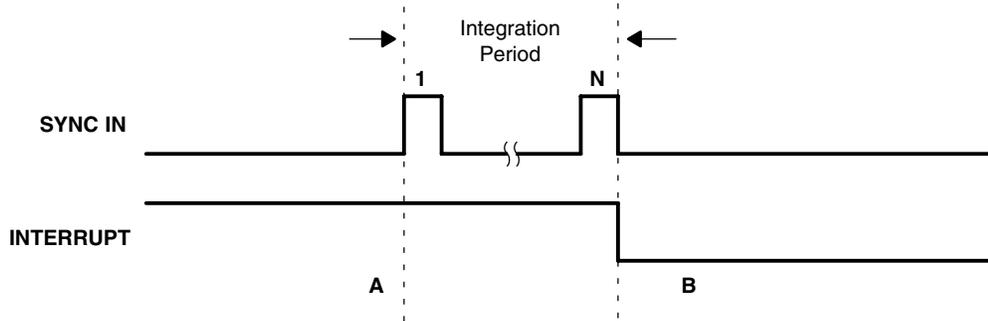 Integration
Period
1
N
SYNC IN
INTERRUPT
A
B